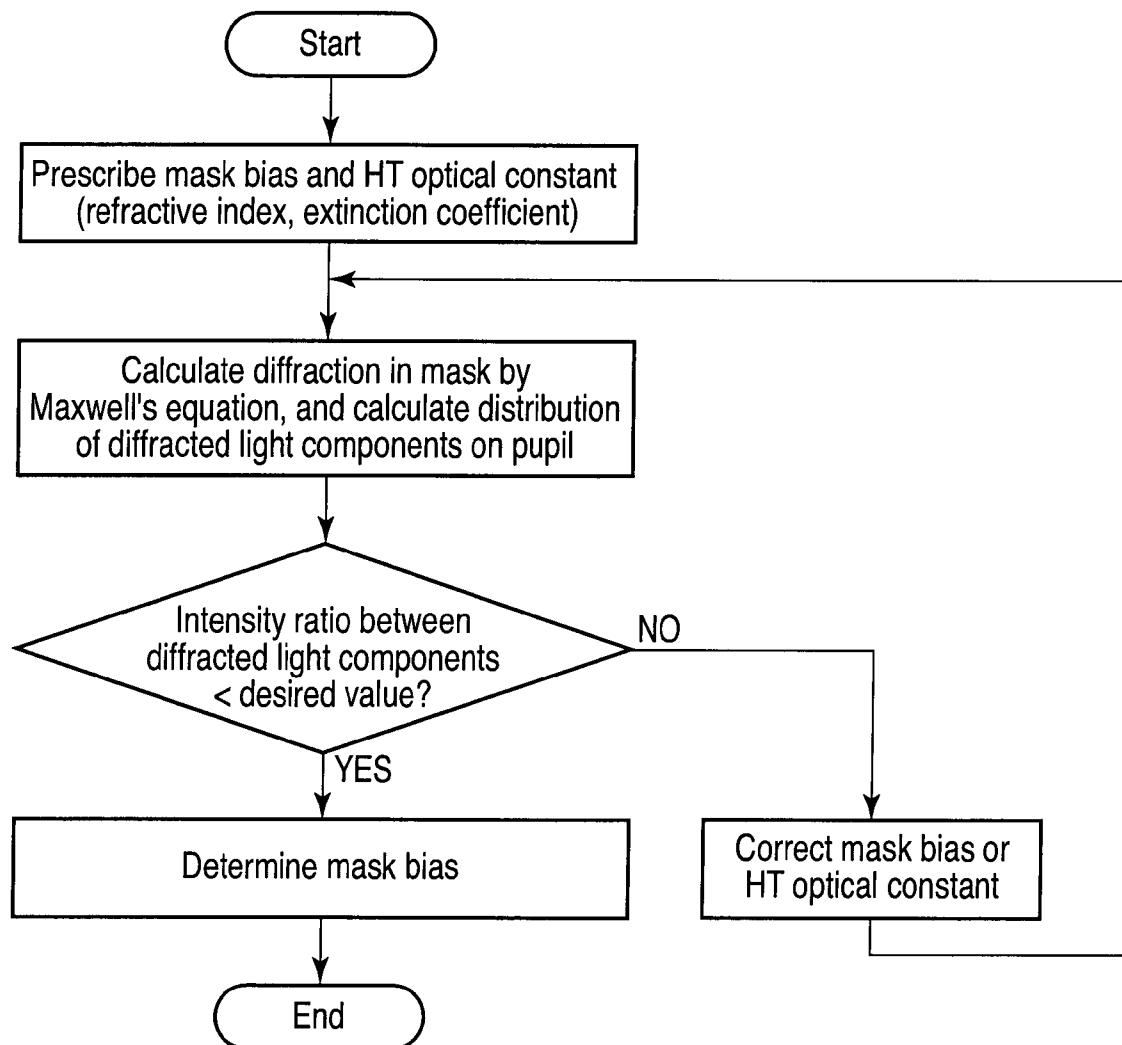 Start
Prescribe mask bias and HT optical constant
(refractive index, extinction coefficient)
Calculate diffraction in mask by
Maxwell's equation, and calculate distribution
of diffracted light components on pupil
Intensity ratio between
diffracted light components
< desired value?
NO
YES
Determine mask bias
Correct mask bias or
HT optical constant
End